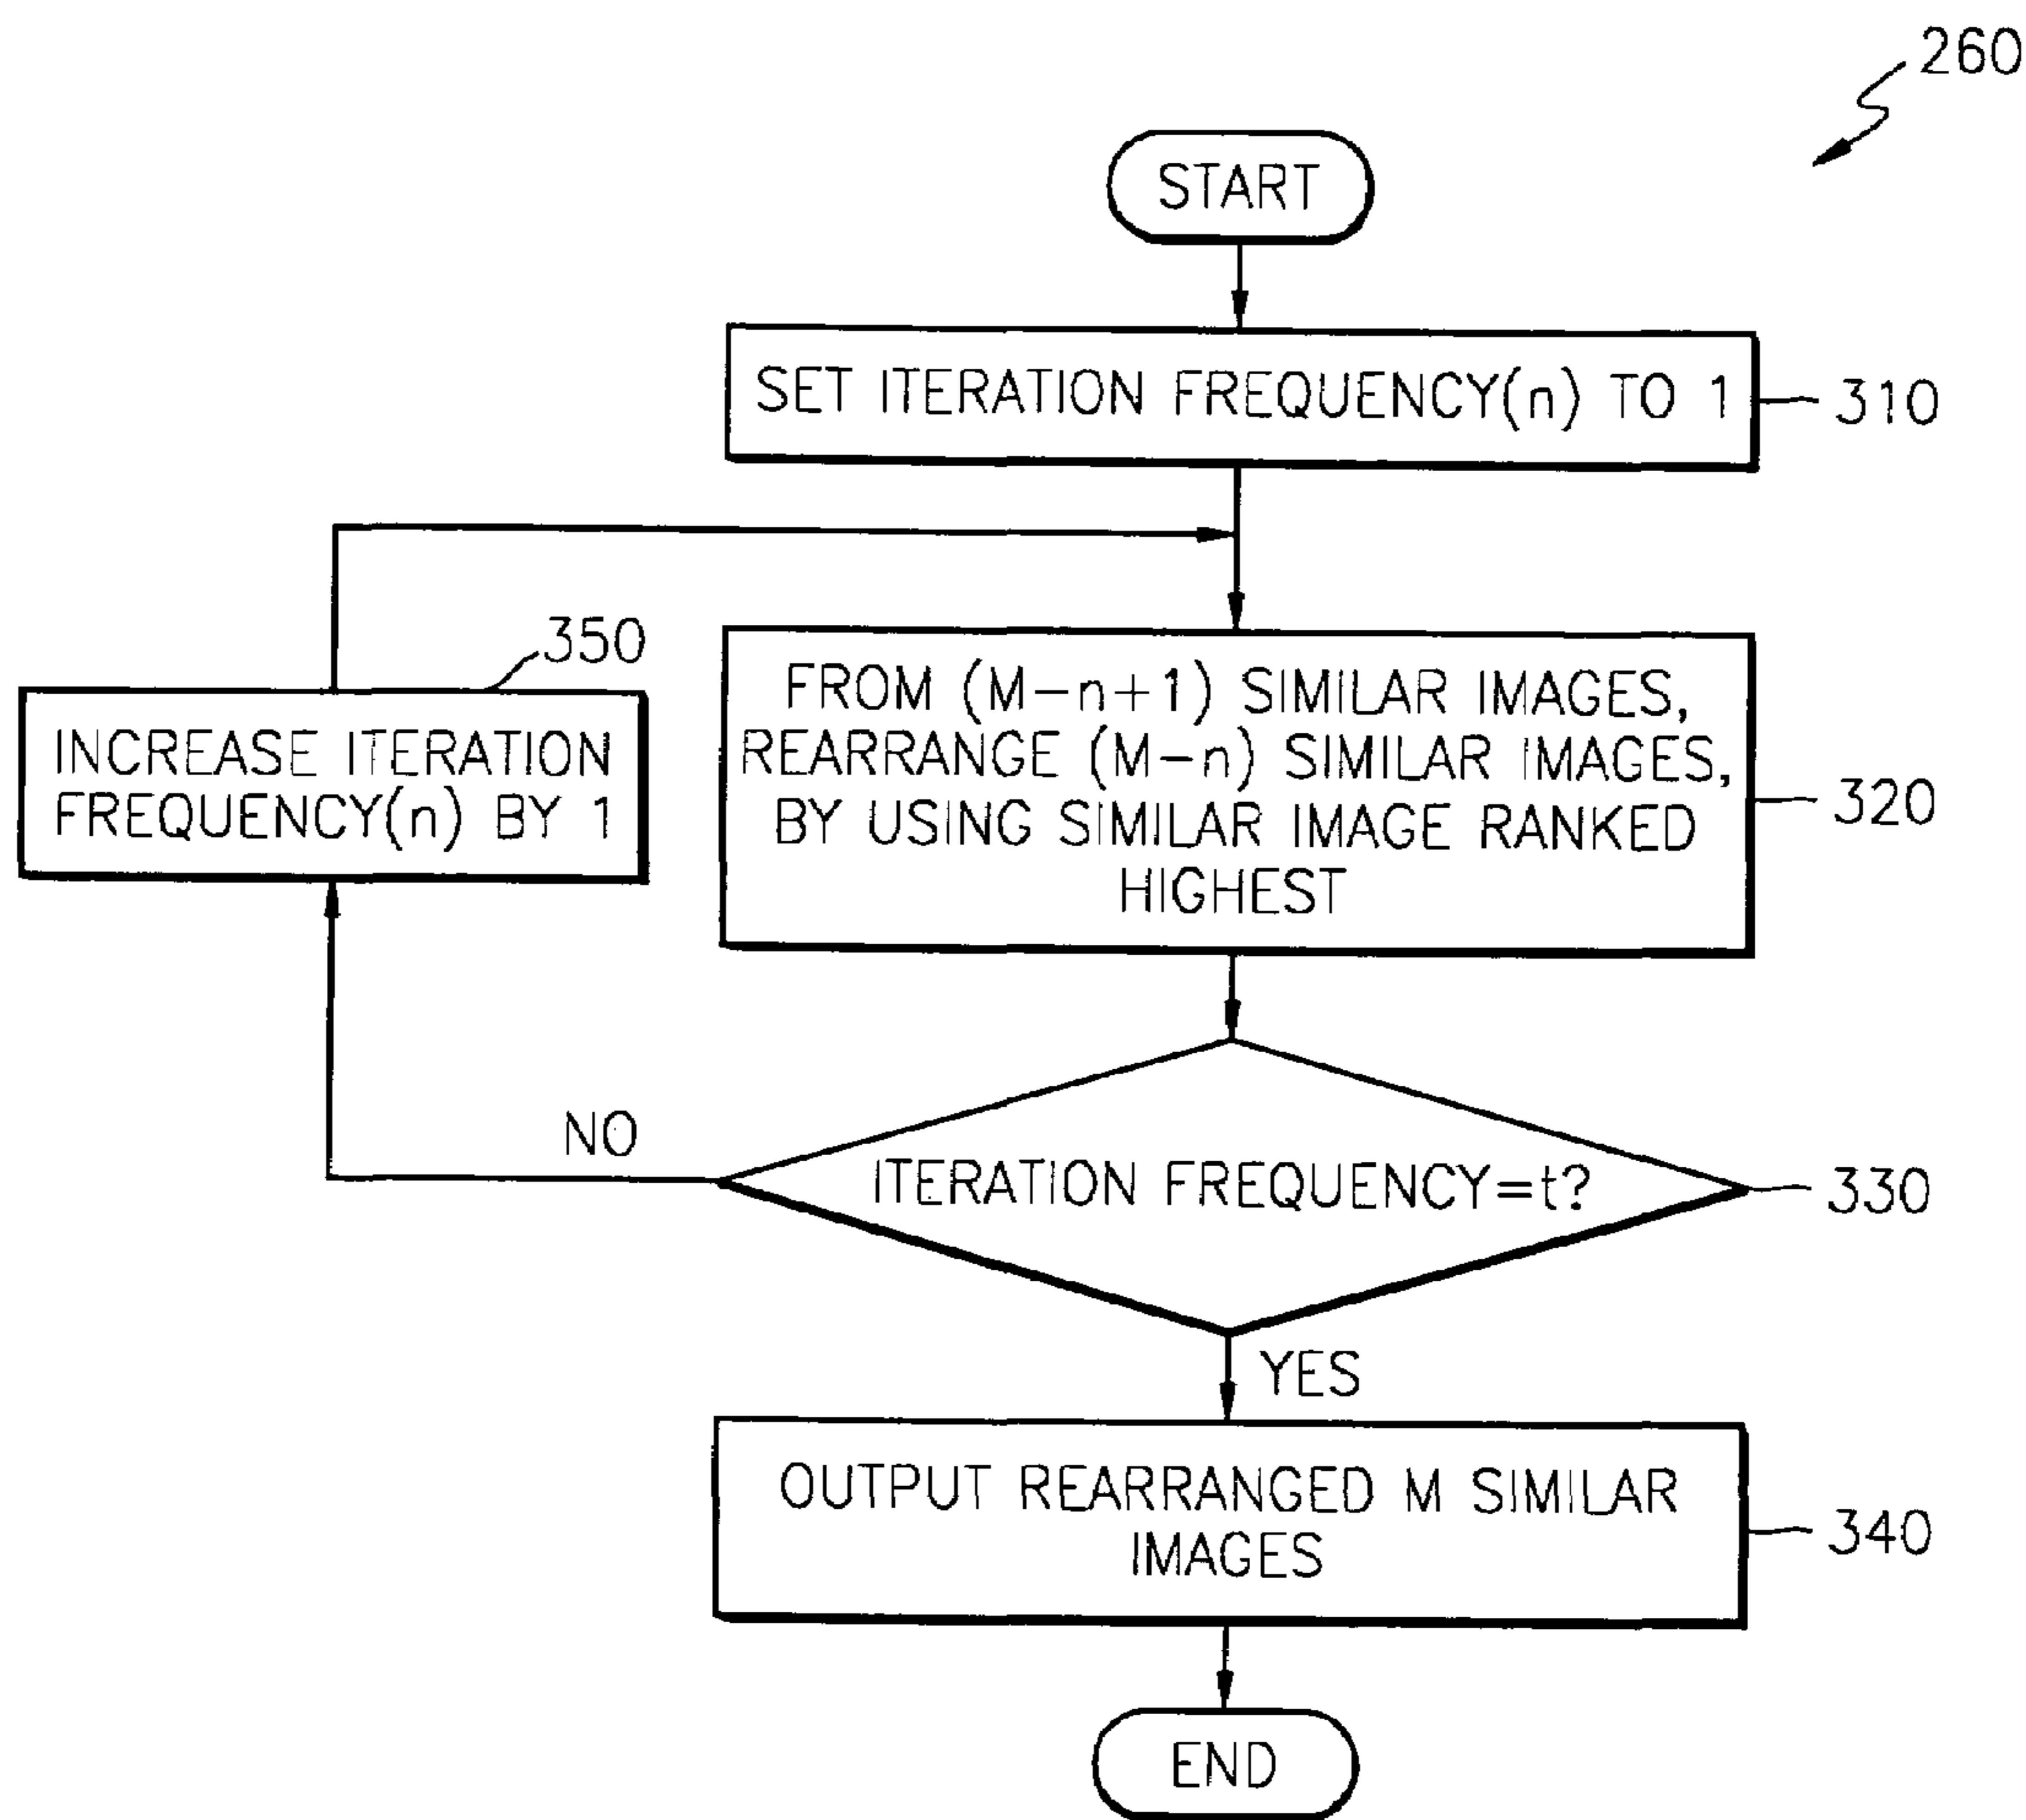 260
START
SET ITERATION FREQUENCY(n) TO 1
310
350
INCREASE ITERATION
FREQUENCY(n) BY 1
FROM (M-n+1) SIMILAR IMAGES,
REARRANGE (M-n) SIMILAR IMAGES,
BY USING SIMILAR IMAGE RANKED
HIGHEST
320
NO
ITERATION FREQUENCY=t?
330
YES
OUTPUT REARRANGED M SIMILAR
IMAGES
340
END